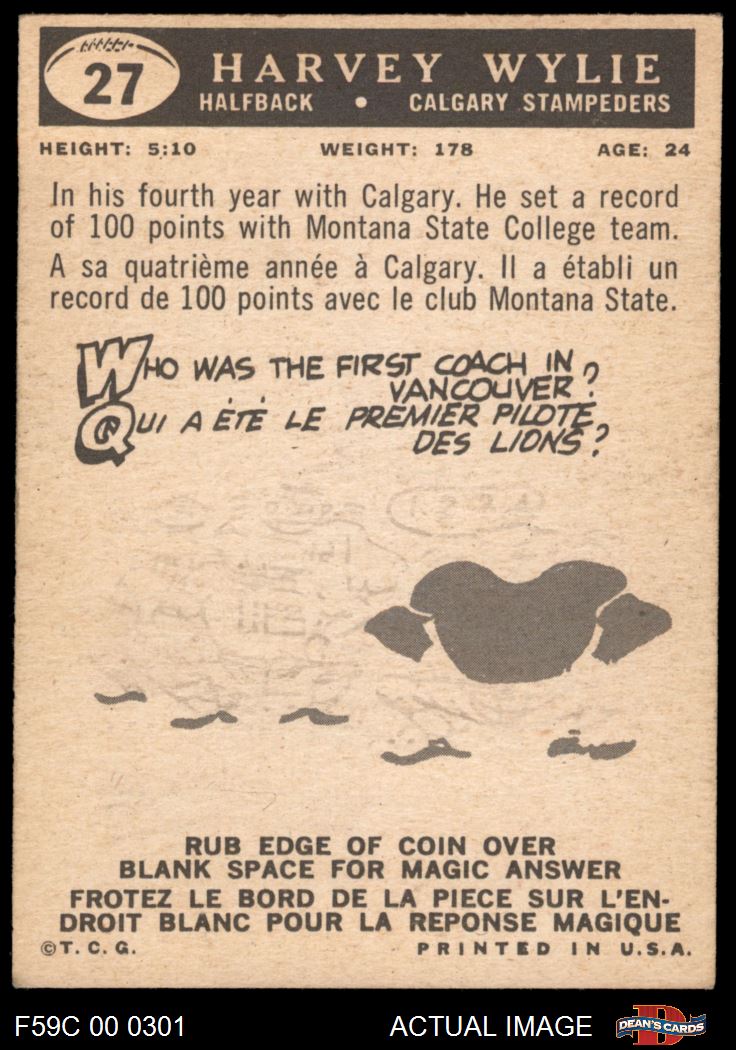 27
HARVEY WYLIE
HALFBACK • CALGARY STAMPEDERS
HEIGHT: 5:10 WEIGHT: 178 AGE: 24
In his fourth year with Calgary. He set a record
of 100 points with Montana State College team.
A sa quatrième année à Calgary. Il a établi un
record de 100 points avec le club Montana State.
WHO WAS THE FIRST COACH IN
VANCOUVER?
QUI A ÉTÉ LE PREMIER PILOTE
DES LIONS?
RUB EDGE OF COIN OVER
BLANK SPACE FOR MAGIC ANSWER
FROTEZ LE BORD DE LA PIECE SUR L'EN-
DROIT BLANC POUR LA REPONSE MAGIQUE
©T. C. G. PRINTED IN U.S.A.
F59C 00 0301 ACTUAL IMAGE D DEAN'S CARDS